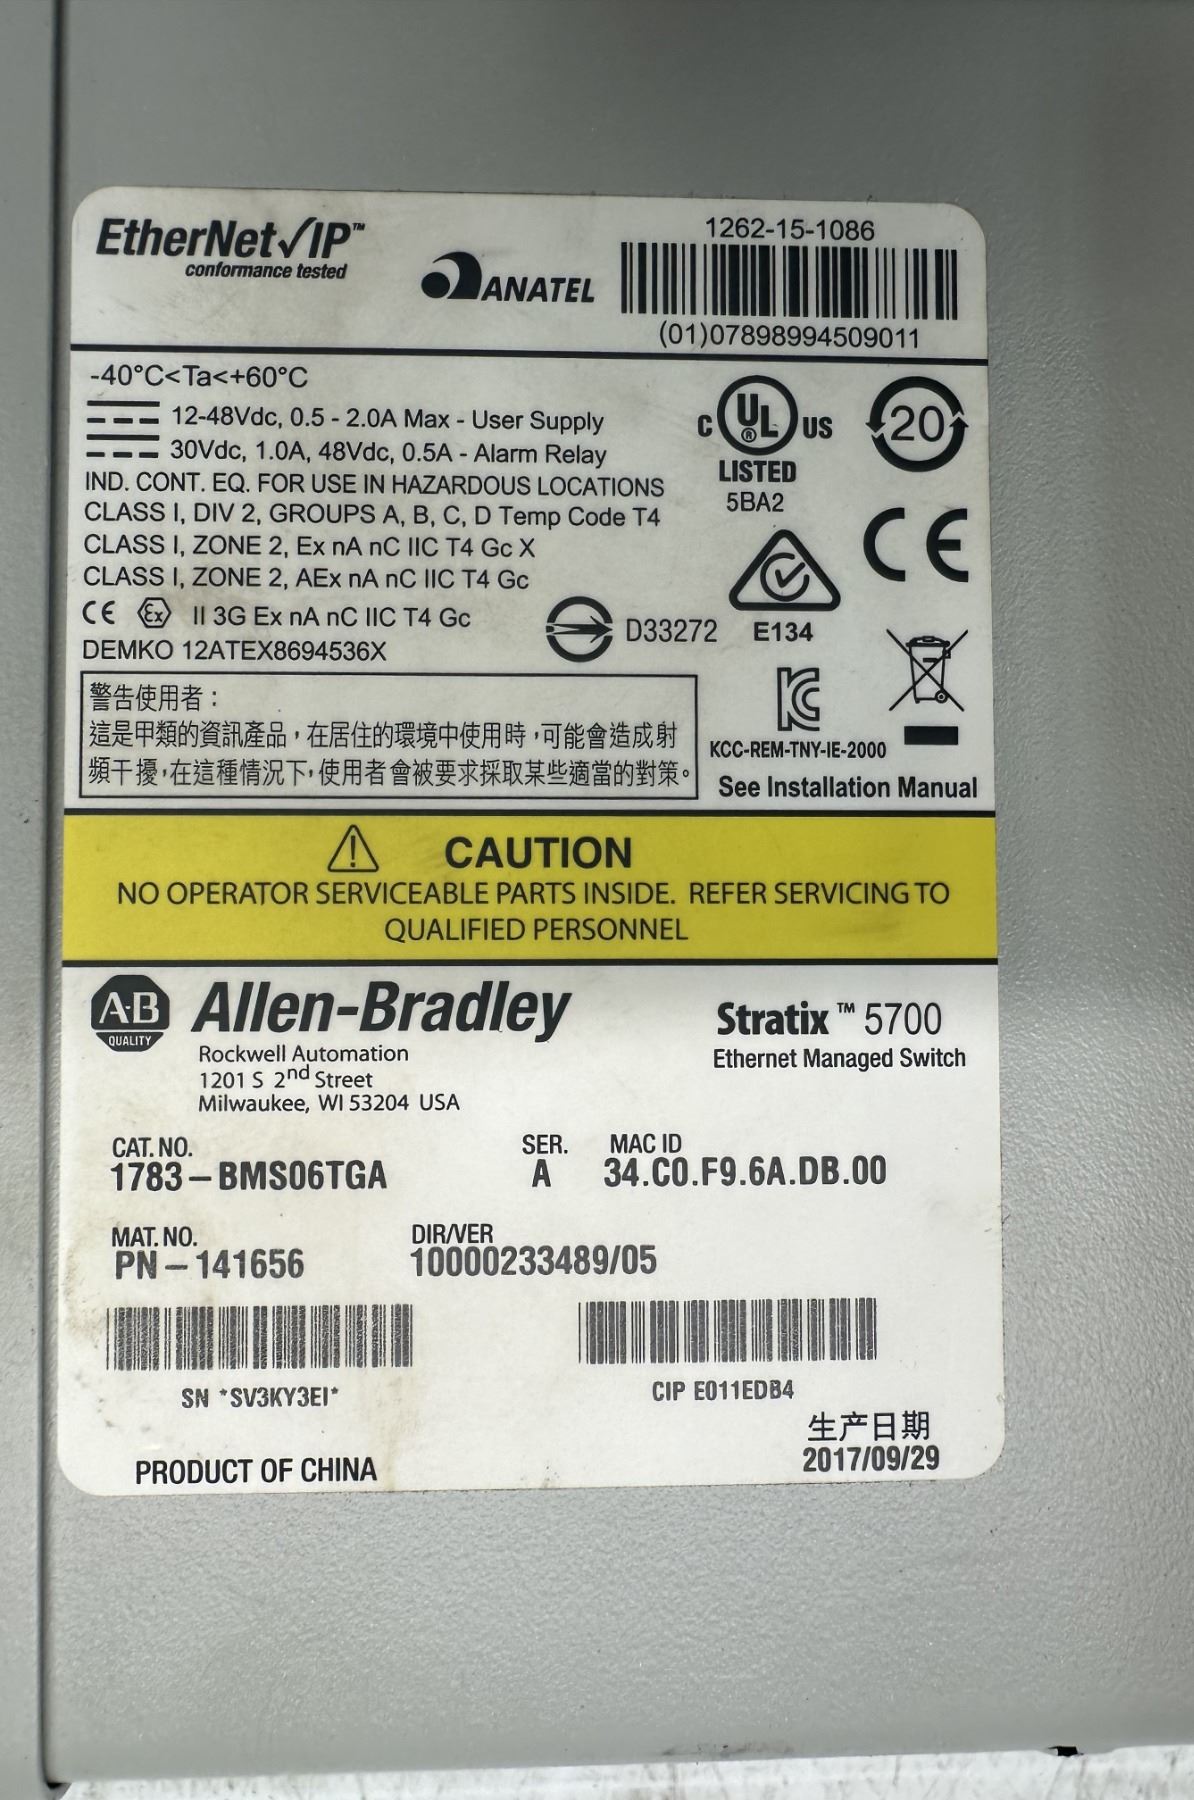 EtherNet/IP™
conformance tested
ANATEL
1262-15-1086
(01)07898994509011
-40°C<Ta<+60°C
12-48Vdc, 0.5 - 2.0A Max - User Supply
30Vdc, 1.0A, 48Vdc, 0.5A - Alarm Relay
IND. CONT. EQ. FOR USE IN HAZARDOUS LOCATIONS
CLASS I, DIV 2, GROUPS A, B, C, D Temp Code T4
CLASS I, ZONE 2, Ex nA nC IIC T4 Gc X
CLASS I, ZONE 2, AEx nA nC IIC T4 Gc
CE Ex II 3G Ex nA nC IIC T4 Gc
DEMKO 12ATEX8694536X
C UL ® US
LISTED
5BA2
20
CE
D33272
E134
KC
KCC-REM-TNY-IE-2000
See Installation Manual
警告使用者：
這是甲類的資訊產品，在居住的環境中使用時，可能會造成射
頻干擾，在這種情況下，使用者會被要求採取某些適當的對策。
CAUTION
NO OPERATOR SERVICEABLE PARTS INSIDE. REFER SERVICING TO
QUALIFIED PERSONNEL
A-B
QUALITY
Allen-Bradley
Rockwell Automation
1201 S 2nd Street
Milwaukee, WI 53204 USA
Stratix™ 5700
Ethernet Managed Switch
CAT. NO.
1783-BMS06TGA
SER.
A
MAC ID
34.C0.F9.6A.DB.00
MAT. NO.
PN-141656
DIR/VER
10000233489/05
SN *SV3KY3EI*
CIP E011EDB4
生产日期
2017/09/29
PRODUCT OF CHINA